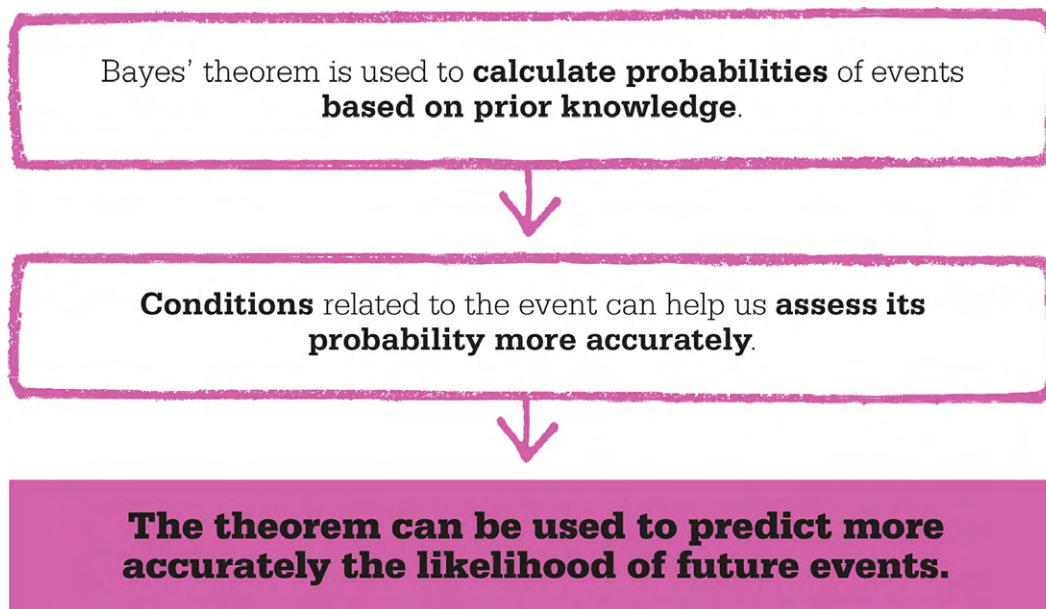 Bayes’ theorem is used to calculate probabilities of events
based on prior knowledge.
Conditions related to the event can help us assess its
probability more accurately.
The theorem can be used to predict more
accurately the likelihood of future events.